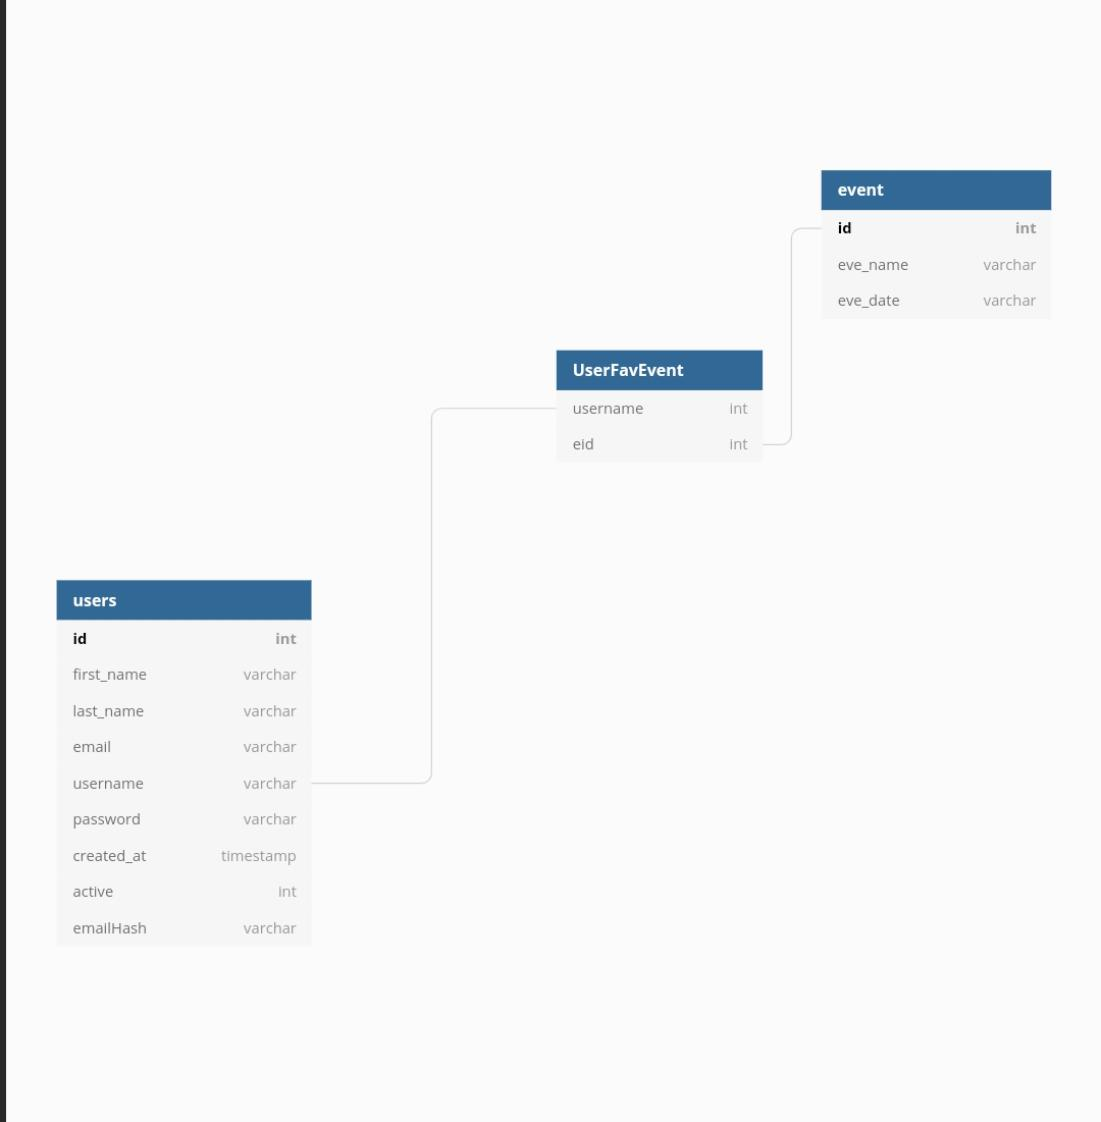 event
id int
eve_name varchar
eve_date varchar
UserFavEvent
username int
eid int
users
id int
first_name varchar
last_name varchar
email varchar
username varchar
password varchar
created_at timestamp
active int
emailHash varchar